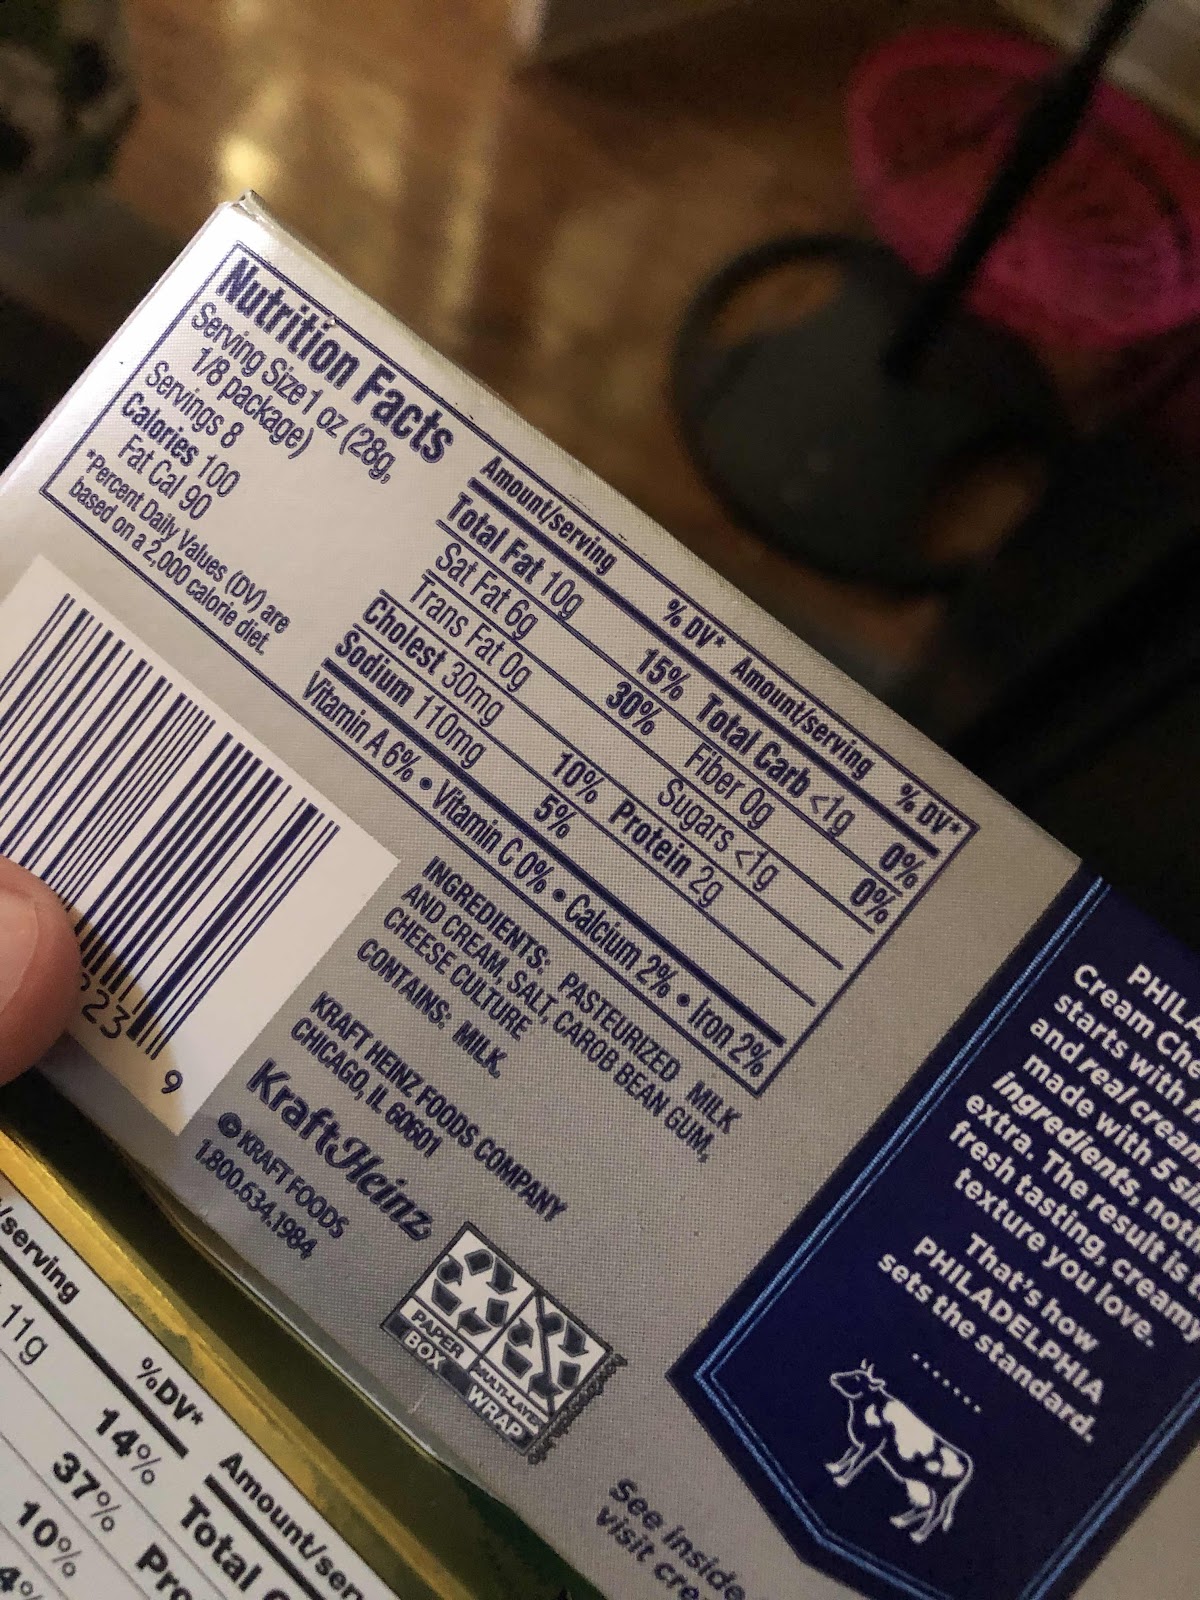 Nutrition Facts
Serving Size 1 oz (28g,
1/8 package)
Servings 8
Calories 100
Fat Cal 90
*Percent Daily Values (DV) are
based on a 2,000 calorie diet.
Amount/serving % DV* Amount/serving % DV*
Total Fat 10g 15% Total Carb <1g 0%
Sat Fat 6g 30% Fiber 0g 0%
Trans Fat 0g Sugars <1g
Cholest 30mg 10% Protein 2g
Sodium 110mg 5%
Vitamin A 6% • Vitamin C 0% • Calcium 2% • Iron 2%
INGREDIENTS: PASTEURIZED MILK
AND CREAM, SALT, CAROB BEAN GUM,
CHEESE CULTURE
CONTAINS: MILK.
KRAFT HEINZ FOODS COMPANY
CHICAGO, IL 60601
KraftHeinz
© KRAFT FOODS
1.800.634.1984
PAPER
BOX
MULTI-LAYER
WRAP
23
9
Cream
starts with
and real cream
made with 5
ingredients,
extra. The result is
fresh tasting, creamy
texture you love.
That's how
PHILADELPHIA
sets the standard.
See inside
visit
/serving %DV* Amount
11g 14% Total
37%
10%